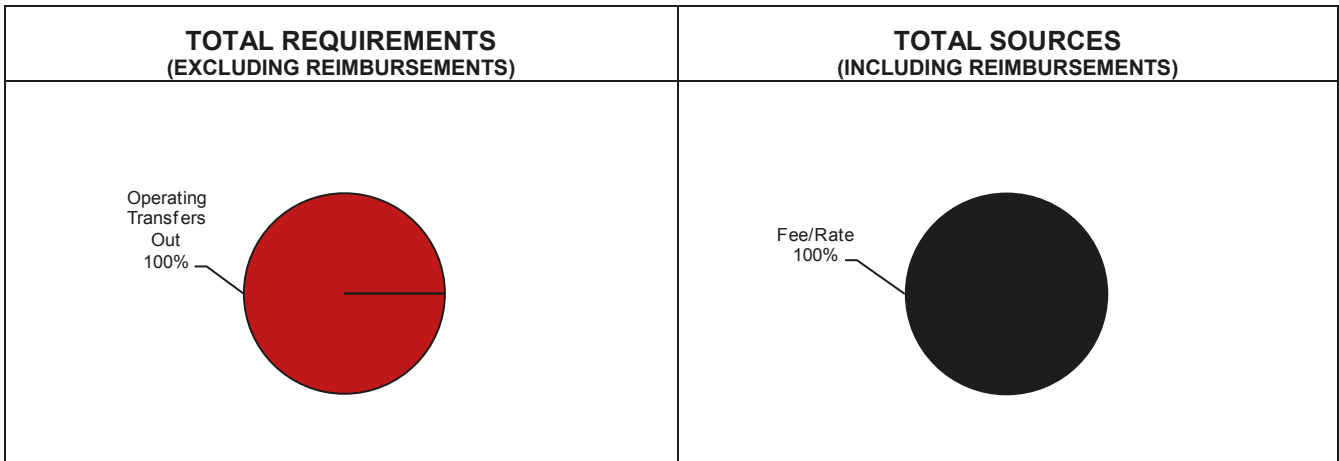 TOTAL REQUIREMENTS
(EXCLUDING REIMBURSEMENTS)
TOTAL SOURCES
(INCLUDING REIMBURSEMENTS)
Operating
Transfers
Out
100%
Fee/Rate
100%